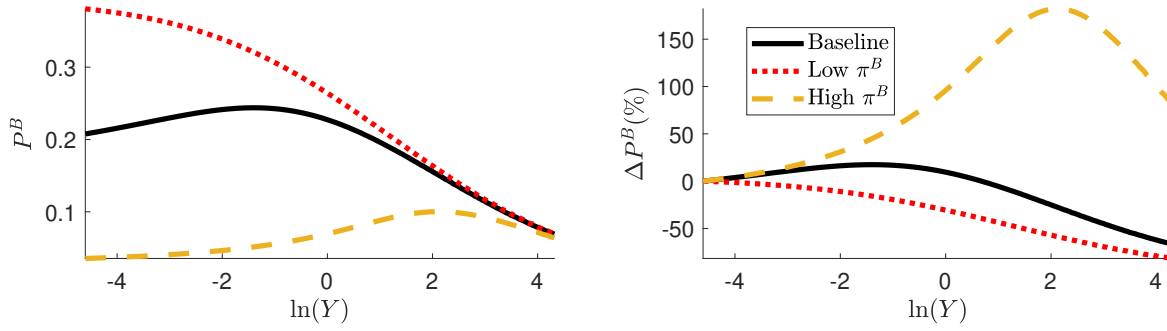 0.3
0.2
0.1
P^B
-4
-2
0
2
4
ln(Y)
150
100
50
0
-50
ΔP^B(%)
Baseline
Low π^B
High π^B
-4
-2
0
2
4
ln(Y)